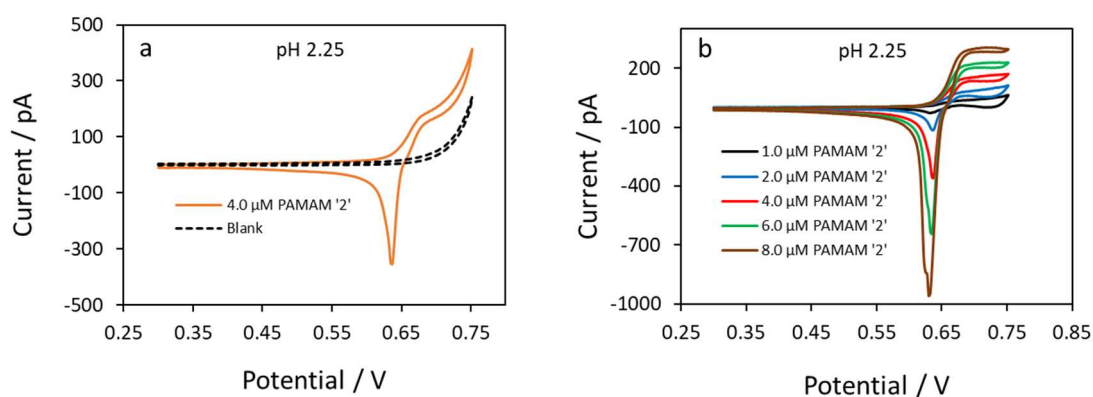 a
pH 2.25
500
300
100
-100
-300
-500
Current / pA
4.0 µM PAMAM '2'
Blank
0.25 0.35 0.45 0.55 0.65 0.75
Potential / V
b
pH 2.25
200
-100
-400
-700
-1000
Current / pA
1.0 µM PAMAM '2'
2.0 µM PAMAM '2'
4.0 µM PAMAM '2'
6.0 µM PAMAM '2'
8.0 µM PAMAM '2'
0.25 0.35 0.45 0.55 0.65 0.75 0.85
Potential / V